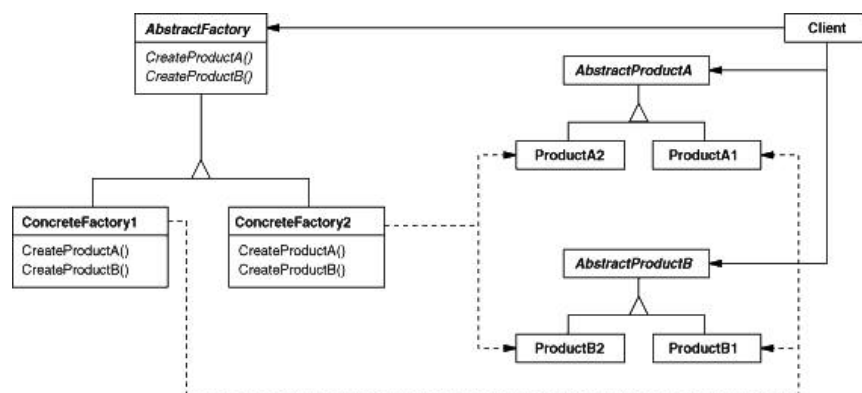 AbstractFactory
CreateProductA()
CreateProductB()
Client
AbstractProductA
ProductA2
ProductA1
ConcreteFactory1
CreateProductA()
CreateProductB()
ConcreteFactory2
CreateProductA()
CreateProductB()
AbstractProductB
ProductB2
ProductB1